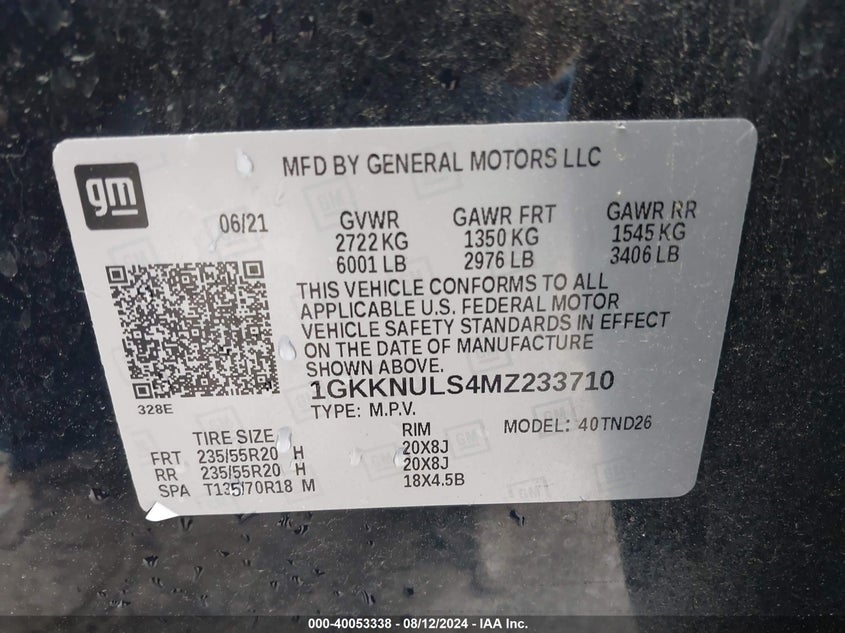 gm
MFD BY GENERAL MOTORS LLC
06/21
GVWR GAWR FRT GAWR RR
2722 KG 1350 KG 1545 KG
6001 LB 2976 LB 3406 LB
THIS VEHICLE CONFORMS TO ALL
APPLICABLE U.S. FEDERAL MOTOR
VEHICLE SAFETY STANDARDS IN EFFECT
ON THE DATE OF MANUFACTURE
SHOWN ABOVE.
328E
1GKKNULS4MZ233710
TYPE: M.P.V. MODEL: 40TND26
TIRE SIZE RIM
FRT 235/55R20 H 20X8J
RR 235/55R20 H 20X8J
SPA T135/70R18 M 18X4.5B
000-40053338 - 08/12/2024 - IAA Inc.